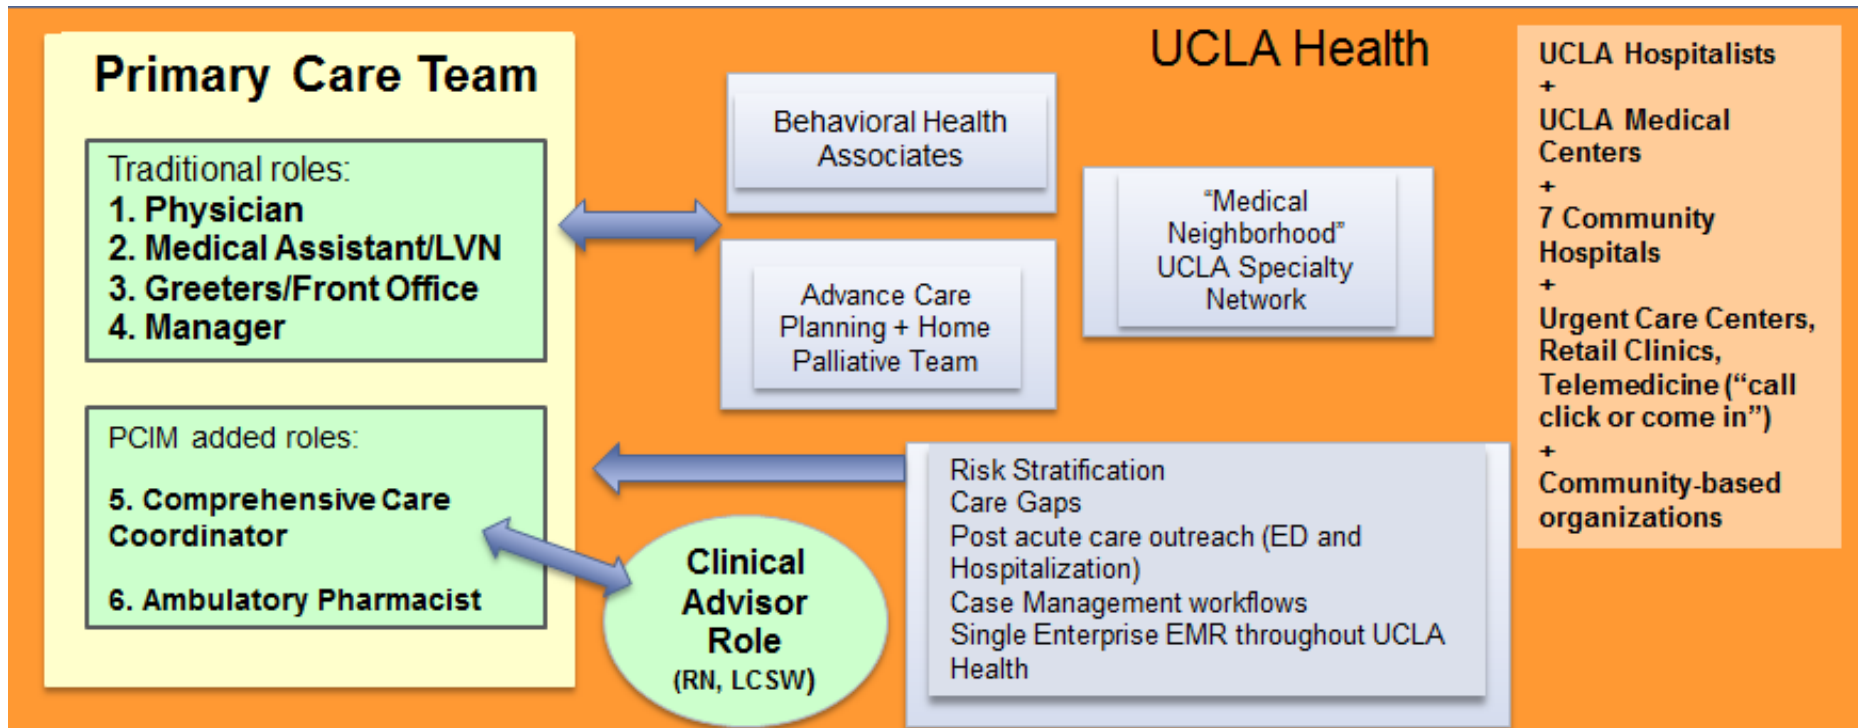 Primary Care Team
Traditional roles:
1. Physician
2. Medical Assistant/LVN
3. Greeters/Front Office
4. Manager
PCIM added roles:
5. Comprehensive Care
Coordinator
6. Ambulatory Pharmacist
Clinical
Advisor
Role
(RN, LCSW)
Behavioral Health
Associates
Advance Care
Planning + Home
Palliative Team
UCLA Health
“Medical
Neighborhood”
UCLA Specialty
Network
Risk Stratification
Care Gaps
Post acute care outreach (ED and
Hospitalization)
Case Management workflows
Single Enterprise EMR throughout UCLA
Health
UCLA Hospitalists
+
UCLA Medical
Centers
+
7 Community
Hospitals
+
Urgent Care Centers,
Retail Clinics,
Telemedicine (“call
click or come in”)
+
Community-based
organizations